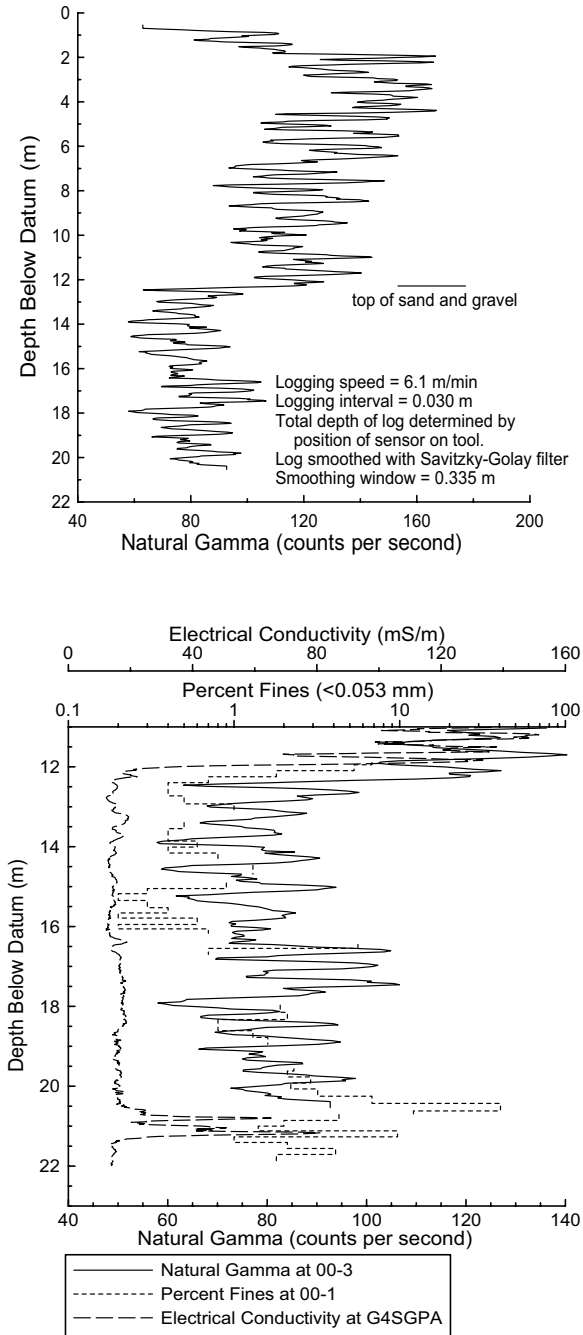 0
2
4
6
8
10
12
14
16
18
20
22
Depth Below Datum (m)
top of sand and gravel
Logging speed = 6.1 m/min
Logging interval = 0.030 m
Total depth of log determined by
position of sensor on tool.
Log smoothed with Savitzky-Golay filter
Smoothing window = 0.335 m
40 80 120 160 200
Natural Gamma (counts per second)
Electrical Conductivity (mS/m)
0 40 80 120 160
Percent Fines (<0.053 mm)
0.1 1 10 100
12
14
16
18
20
22
Depth Below Datum (m)
40 60 80 100 120 140
Natural Gamma (counts per second)
Natural Gamma at 00-3
Percent Fines at 00-1
Electrical Conductivity at G4SGPA